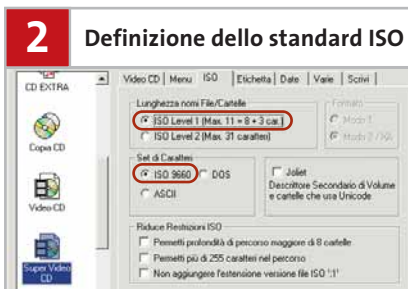 2 Definizione dello standard ISO
CD EXTRA
Video CD Menu ISO Etichetta Date Varie Scrivi
Lunghezza nomi File/Cartelle
Formato
ISO Level 1 (Max. 11 = 8 + 3 car.)
Modo 1
ISO Level 2 (Max. 31 caratteri)
Modo 2 / XA
Copia CD
Set di Caratteri
ISO 9660 DOS
Joliet
ASCII
Descrittore Secondario di Volume
e cartelle che usa Unicode
Video CD
Riduce Restrizioni ISO
Permetti profondità di percorso maggiore di 8 cartelle
Permetti più di 255 caratteri nel percorso
Super Video
CD
Non aggiungere l'estensione versione file ISO ';1'